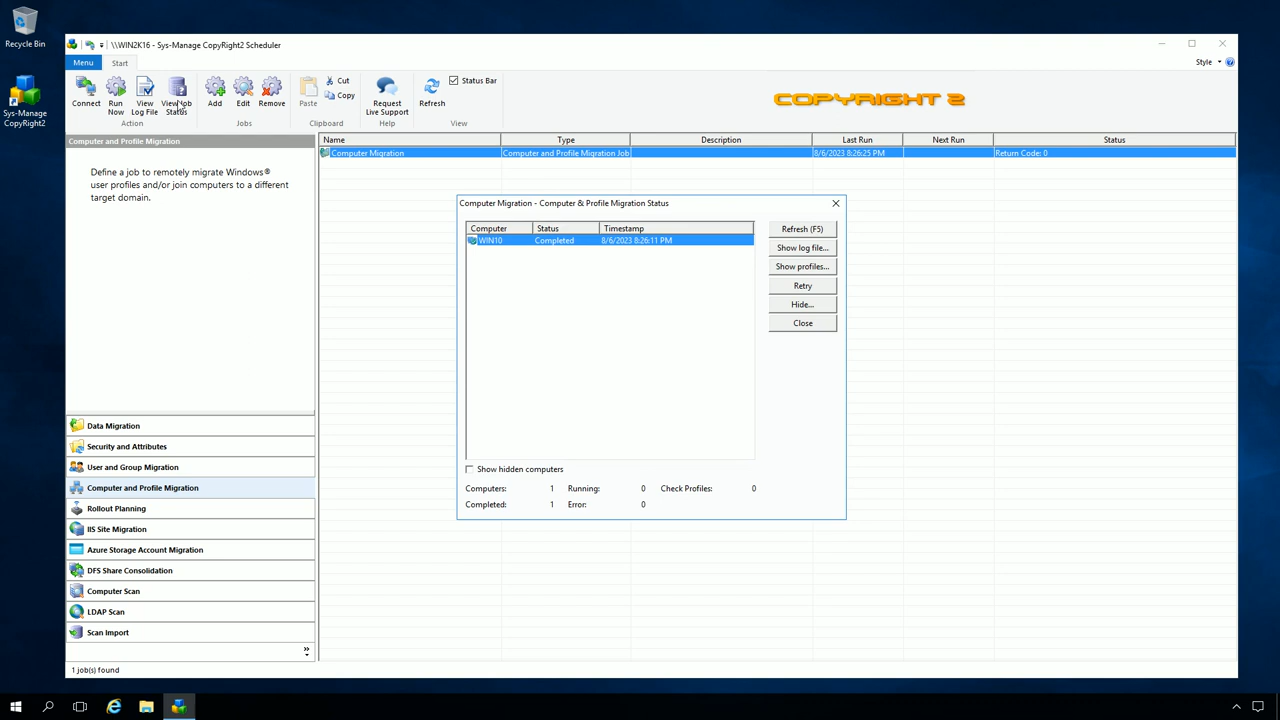 Recycle Bin
Sys-Manage
CopyRight2
\\WIN2K16 - Sys-Manage CopyRight2 Scheduler
Menu
Start
Style
Connect
Run
Now
View
Log File
View Job
Status
Action
Add
Edit
Remove
Jobs
Paste
Cut
Copy
Clipboard
Request
Live Support
Help
Refresh
Status Bar
View
COPYRIGHT 2
Computer and Profile Migration
Define a job to remotely migrate Windows®
user profiles and/or join computers to a different
target domain.
Data Migration
Security and Attributes
User and Group Migration
Computer and Profile Migration
Rollout Planning
IIS Site Migration
Azure Storage Account Migration
DFS Share Consolidation
Computer Scan
LDAP Scan
Scan Import
1 job(s) found
Name Type Description Last Run Next Run Status
Computer Migration Computer and Profile Migration Job 8/6/2023 8:26:25 PM Return Code: 0
Computer Migration - Computer & Profile Migration Status
Computer Status Timestamp
WIN10 Completed 8/6/2023 8:26:11 PM
Refresh (F5)
Show log file...
Show profiles...
Retry
Hide...
Close
Show hidden computers
Computers: 1 Running: 0 Check Profiles: 0
Completed: 1 Error: 0